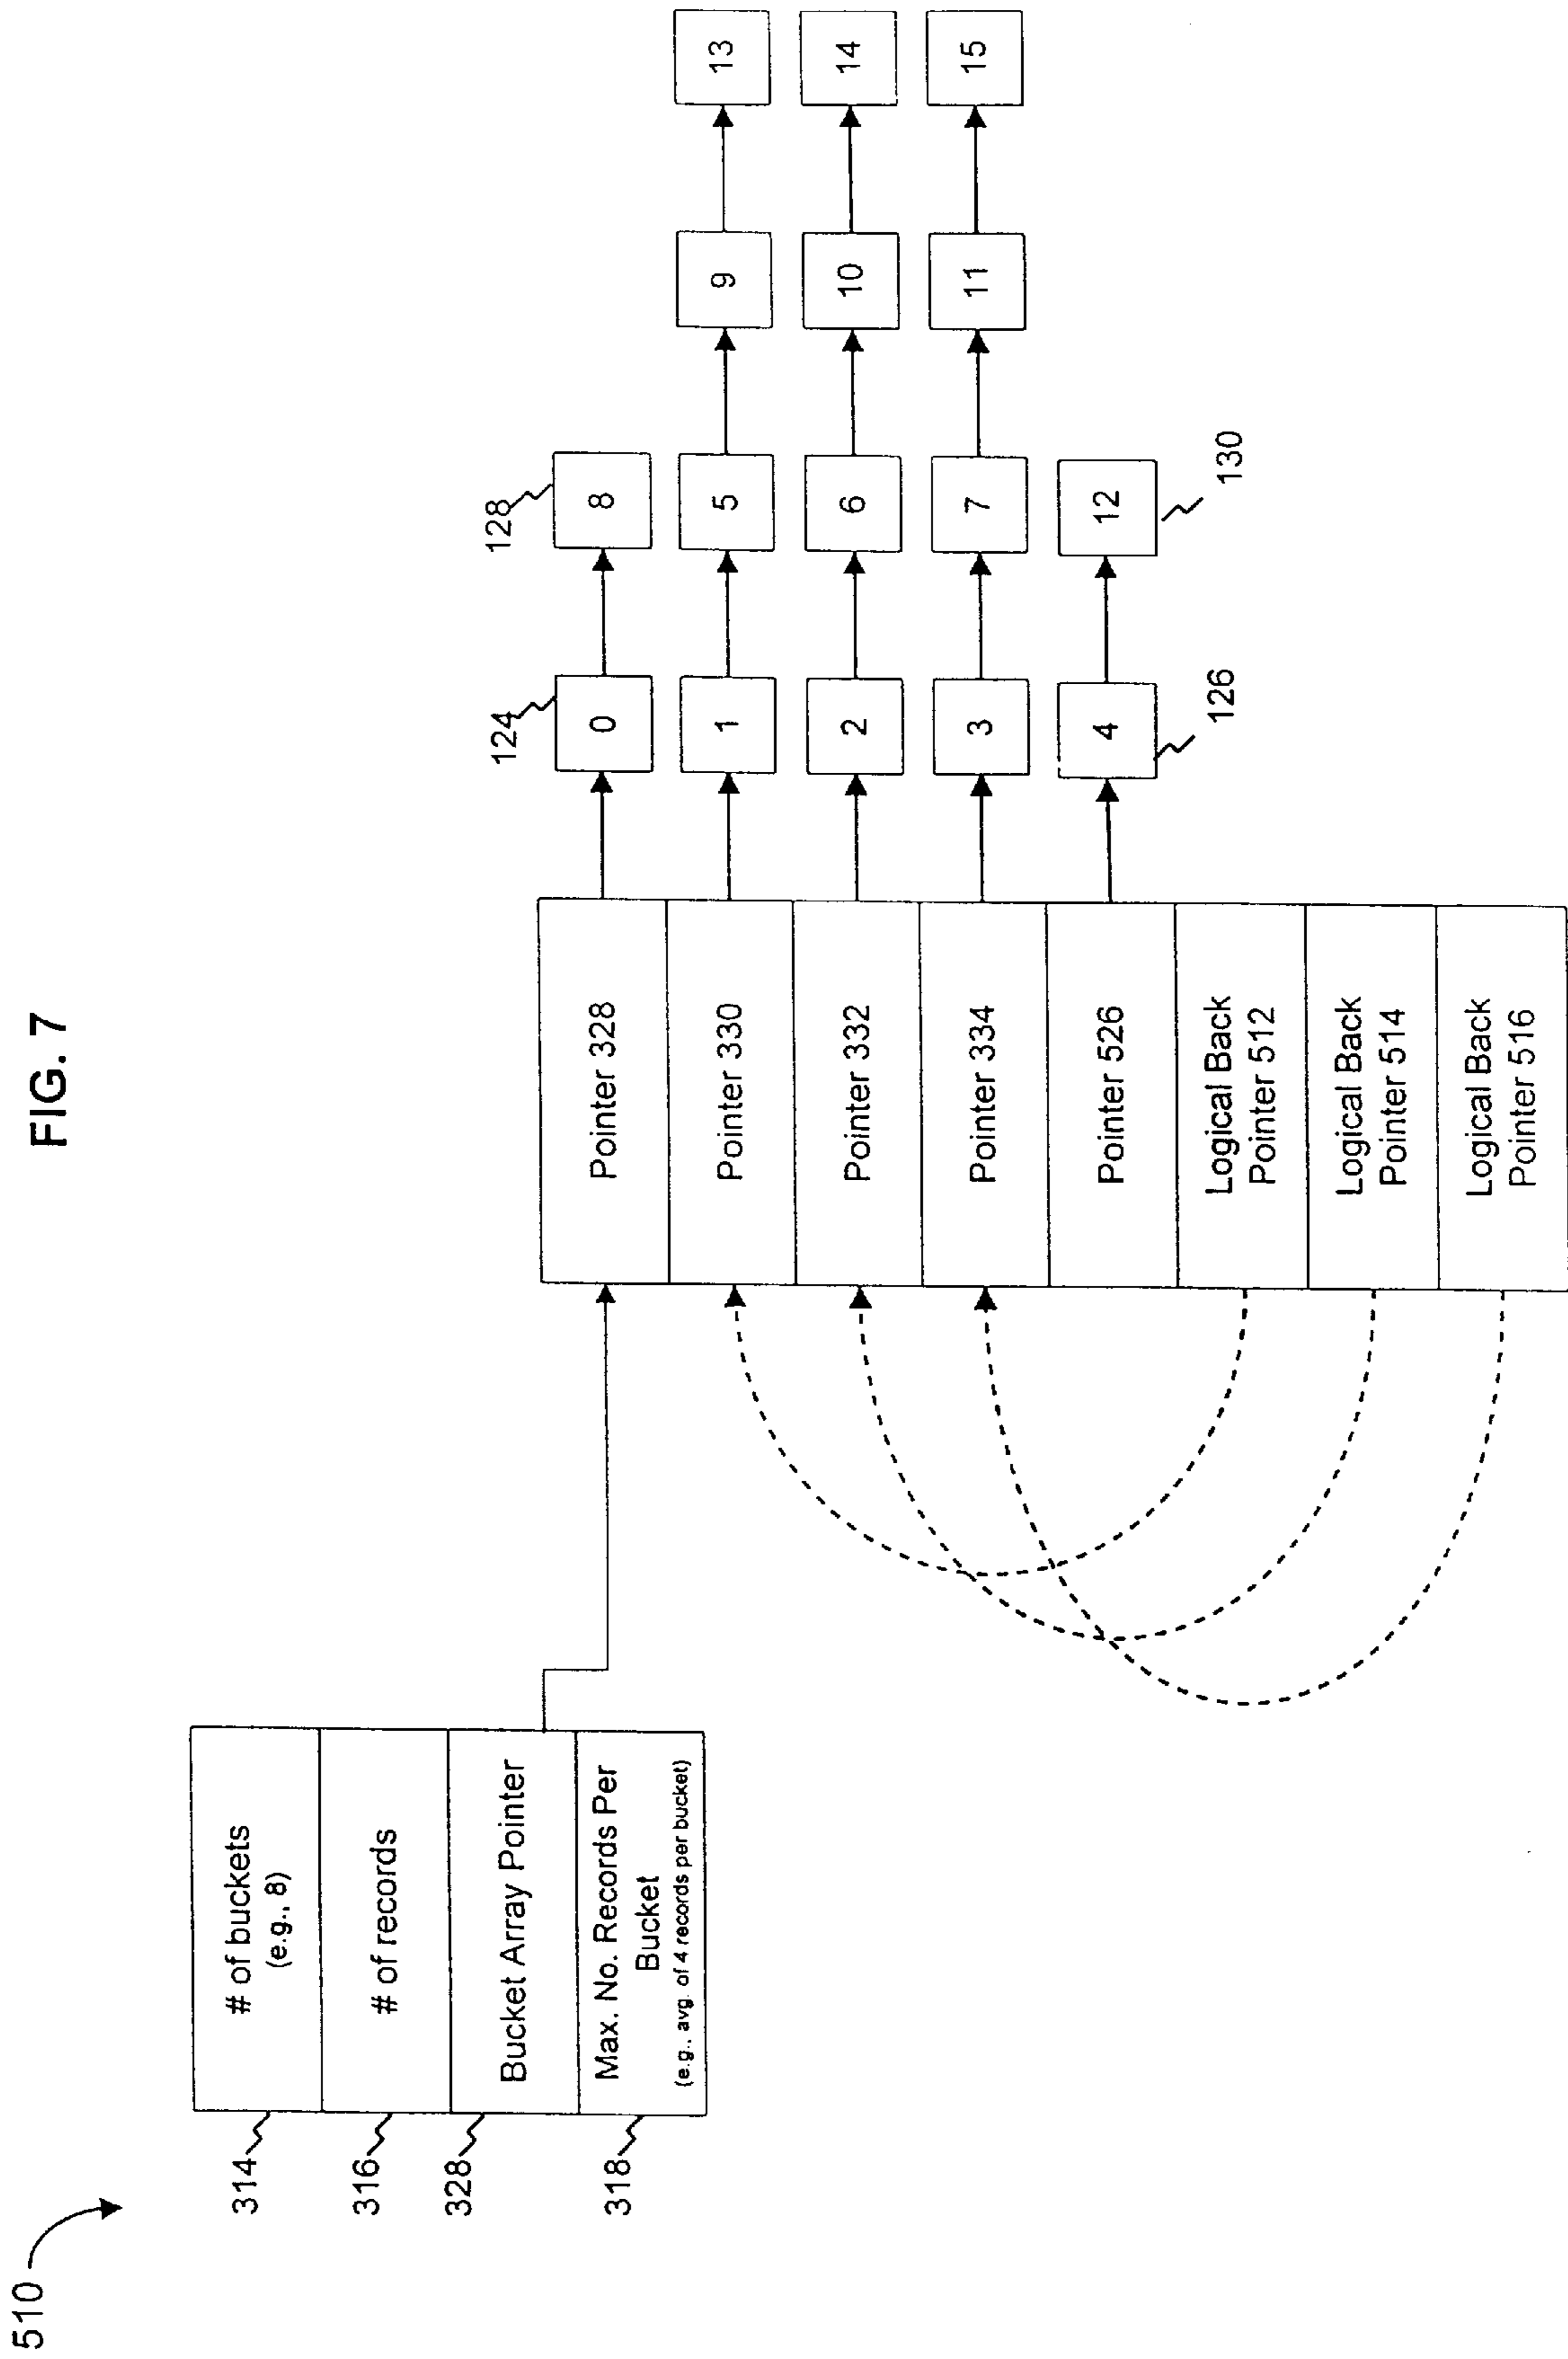 FIG. 7
510
314
# of buckets
(e.g., 8)
316
# of records
328
Bucket Array Pointer
318
Max. No. Records Per
Bucket
(e.g., avg. of 4 records per bucket)
Pointer 328
124
0
128
8
Pointer 330
1
5
9
13
Pointer 332
2
6
10
14
Pointer 334
3
7
11
15
Pointer 526
4
126
12
130
Logical Back
Pointer 512
Logical Back
Pointer 514
Logical Back
Pointer 516